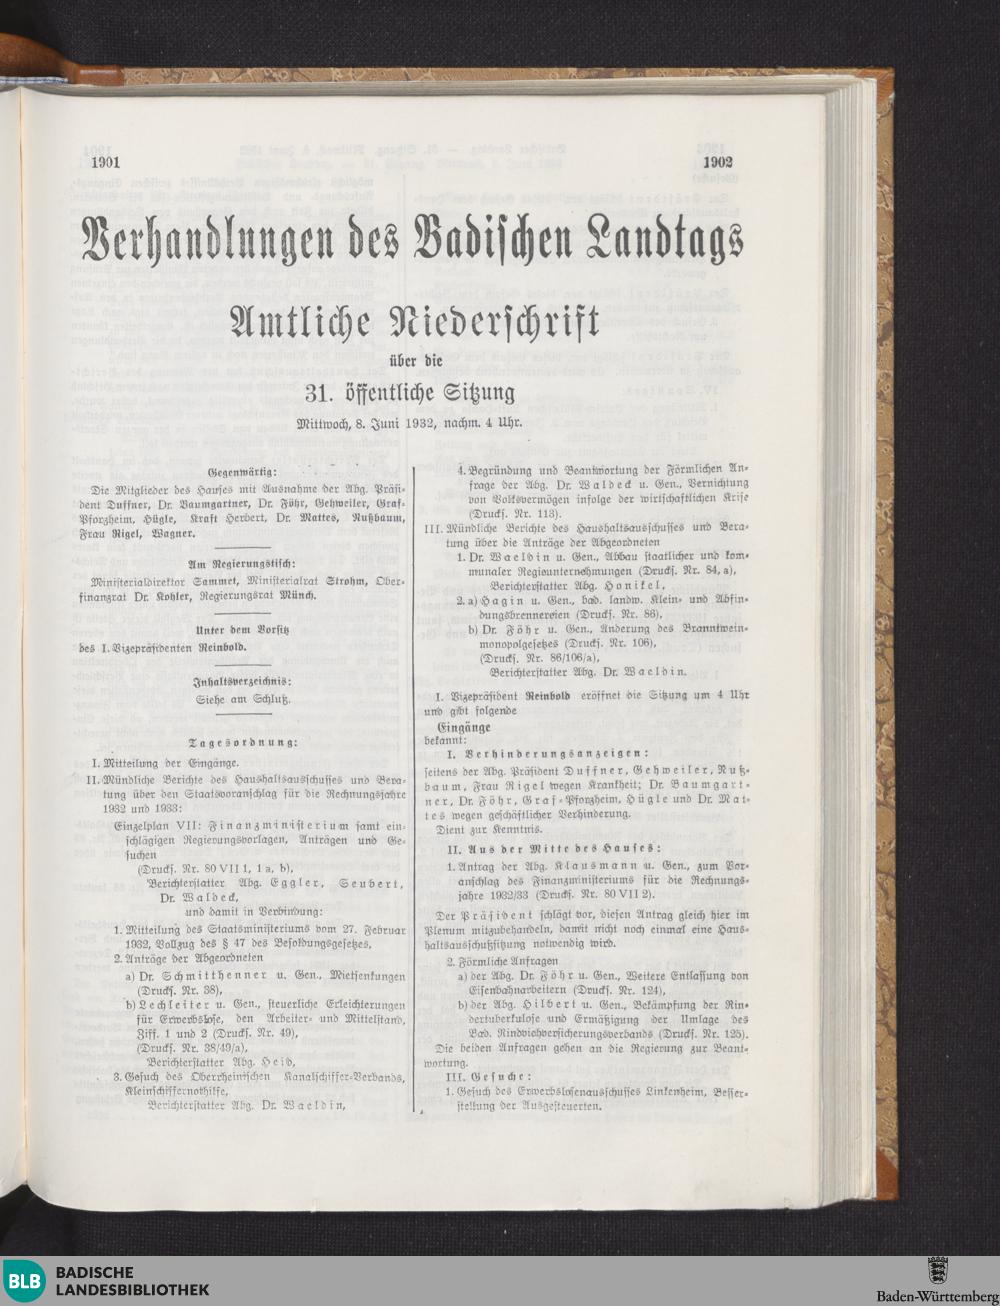 1901
1902
Verhandlungen des Badischen Landtags
Amtliche Niederschrift
über die
31. öffentliche Sitzung
Mittwoch, 8. Juni 1932, nachm. 4 Uhr.
Gegenwärtig:
Die Mitglieder des Hauses mit Ausnahme der Abg. Präsi-
dent Duffner, Dr. Baumgartner, Dr. Föhr, Gehweiler, Graf-
Pforzheim, Hügle, Kraft Herbert, Dr. Mattes, Nußbaum,
Frau Rigel, Wagner.
Am Regierungstisch:
Ministerialdirektor Sammet, Ministerialrat Strohm, Ober-
finanzrat Dr. Kohler, Regierungsrat Münch.
Unter dem Vorsitz
des I. Vizepräsidenten Reinbold.
Inhaltsverzeichnis:
Siehe am Schluß.
Tagesordnung:
I. Mitteilung der Eingänge.
II. Mündliche Berichte des Haushaltsausschusses und Bera-
tung über den Staatsvoranschlag für die Rechnungsjahre
1932 und 1933:
Einzelplan VII: Finanzministerium samt ein-
schlägigen Regierungsvorlagen, Anträgen und Ge-
suchen
(Drucks. Nr. 80 VII 1, 1 a, b),
Berichterstatter Abg. Eggler, Seubert,
Dr. Waldeck,
und damit in Verbindung:
1. Mitteilung des Staatsministeriums vom 27. Februar
1932, Vollzug des § 47 des Besoldungsgesetzes,
2. Anträge der Abgeordneten
a) Dr. Schmitthenner u. Gen., Mietsenkungen
(Drucks. Nr. 38),
b) Lechleiter u. Gen., steuerliche Erleichterungen
für Erwerbslose, den Arbeiter- und Mittelstand,
Ziff. 1 und 2 (Drucks. Nr. 49),
(Drucks. Nr. 38/49/a),
Berichterstatter Abg. Heid,
3. Gesuch des Oberrheinischen Kanalschiffer-Verbands,
Kleinschiffernothilfe,
Berichterstatter Abg. Dr. Waeldin,
4. Begründung und Beantwortung der Förmlichen An-
frage der Abg. Dr. Waldeck u. Gen., Vernichtung
von Volksvermögen infolge der wirtschaftlichen Krise
(Drucks. Nr. 113).
III. Mündliche Berichte des Haushaltsausschusses und Bera-
tung über die Anträge der Abgeordneten
1. Dr. Waeldin u. Gen., Abbau staatlicher und kom-
munaler Regieunternehmungen (Drucks. Nr. 84, a),
Berichterstatter Abg. Honikel,
2. a) Hagin u. Gen., bad. landw. Klein- und Abfin-
dungsbrennereien (Drucks. Nr. 86),
b) Dr. Föhr u. Gen., Änderung des Branntwein-
monopolgesetzes (Drucks. Nr. 106),
(Drucks. Nr. 86/106/a),
Berichterstatter Abg. Dr. Waeldin.
I. Vizepräsident Reinbold eröffnet die Sitzung um 4 Uhr
und gibt folgende
Eingänge
bekannt:
I. Verhinderungsanzeigen:
seitens der Abg. Präsident Duffner, Gehweiler, Nuß-
baum, Frau Rigel wegen Krankheit; Dr. Baumgart-
ner, Dr. Föhr, Graf-Pforzheim, Hügle und Dr. Mat-
tes wegen geschäftlicher Verhinderung.
Dient zur Kenntnis.
II. Aus der Mitte des Hauses:
1. Antrag der Abg. Klausmann u. Gen., zum Vor-
anschlag des Finanzministeriums für die Rechnungs-
jahre 1932/33 (Drucks. Nr. 80 VII 2).
Der Präsident schlägt vor, diesen Antrag gleich hier im
Plenum mitzubehandeln, damit nicht noch einmal eine Haus-
haltsausschußsitzung notwendig wird.
2. Förmliche Anfragen
a) der Abg. Dr. Föhr u. Gen., Weitere Entlassung von
Eisenbahnarbeitern (Drucks. Nr. 124),
b) der Abg. Hilbert u. Gen., Bekämpfung der Rin-
dertuberkulose und Ermäßigung der Umlage des
Bad. Rindviehversicherungsverbands (Drucks. Nr. 125).
Die beiden Anfragen gehen an die Regierung zur Beant-
wortung.
III. Gesuche:
1. Gesuch des Erwerbslosenausschusses Linkenheim, Besser-
stellung der Ausgesteuerten.
BLB
BADISCHE
LANDESBIBLIOTHEK
Baden-Württemberg